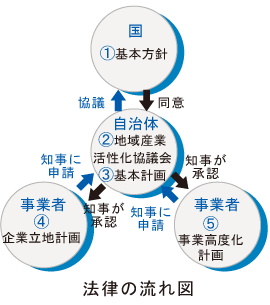 国
①基本方針
協議
同意
自治体
②地域産業
活性化協議会
③基本計画
知事に
申請
知事が
承認
知事が
承認
知事に
申請
事業者
④
企業立地計画
事業者
⑤
事業高度化
計画
法律の流れ図